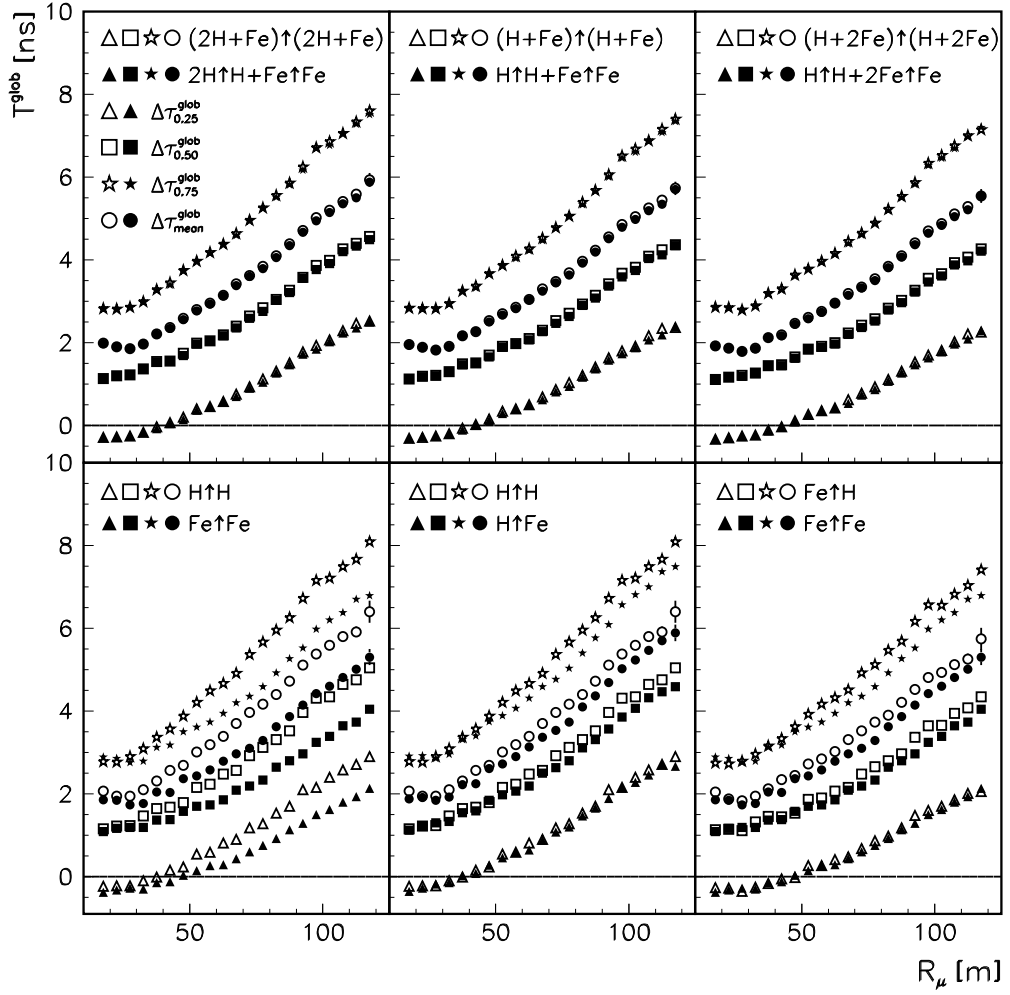 T^glob [ns]
10
8
6
4
2
0
(2H+Fe)↑(2H+Fe)
2H↑H+Fe↑Fe
Δτ^glob_0.25
Δτ^glob_0.50
Δτ^glob_0.75
Δτ^glob_mean
(H+Fe)↑(H+Fe)
H↑H+Fe↑Fe
(H+2Fe)↑(H+2Fe)
H↑H+2Fe↑Fe
10
8
6
4
2
0
H↑H
Fe↑Fe
H↑H
H↑Fe
Fe↑H
Fe↑Fe
50 100 50 100 50 100
R_μ [m]